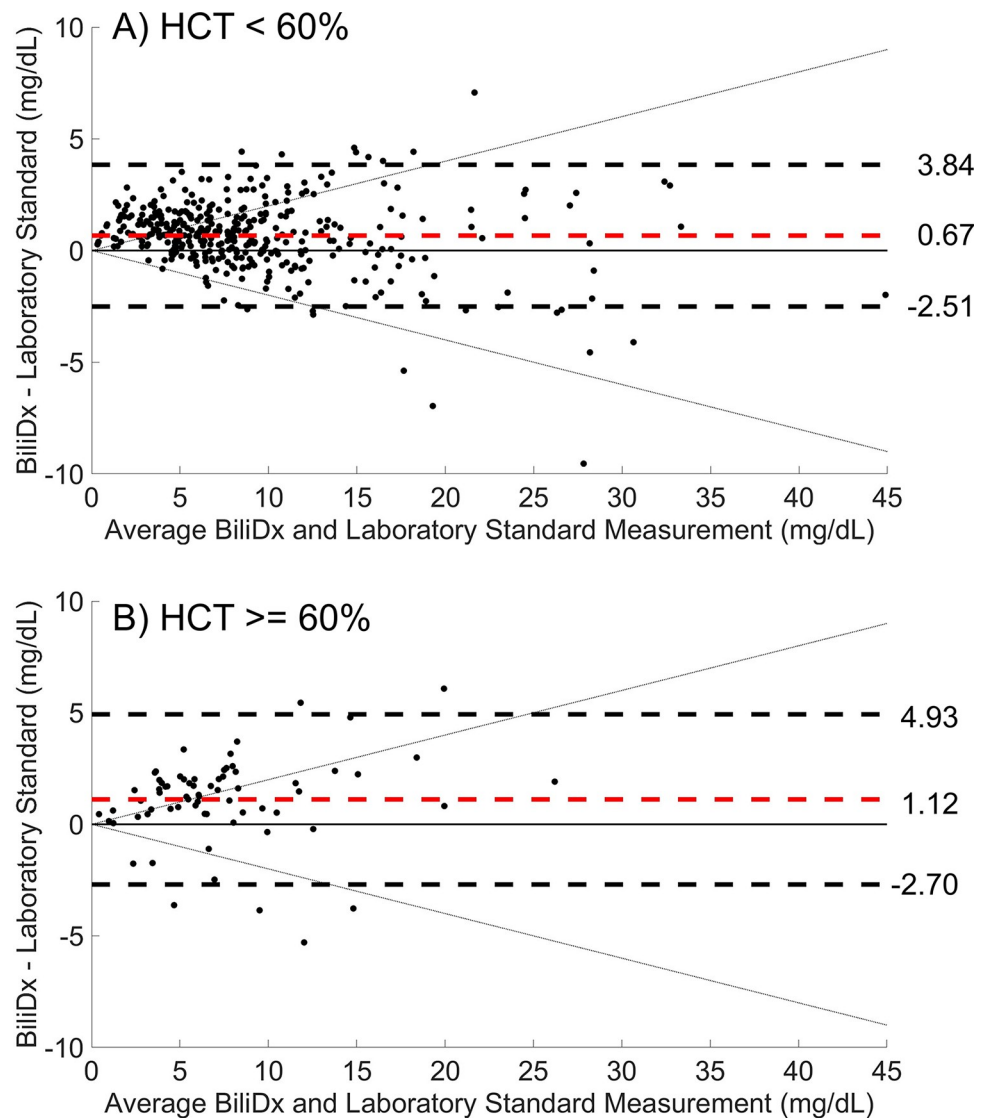 A) HCT < 60%
BiliDx - Laboratory Standard (mg/dL)
10
5
0
-5
-10
3.84
0.67
-2.51
0 5 10 15 20 25 30 35 40 45
Average BiliDx and Laboratory Standard Measurement (mg/dL)
B) HCT >= 60%
BiliDx - Laboratory Standard (mg/dL)
10
5
0
-5
-10
4.93
1.12
-2.70
0 5 10 15 20 25 30 35 40 45
Average BiliDx and Laboratory Standard Measurement (mg/dL)